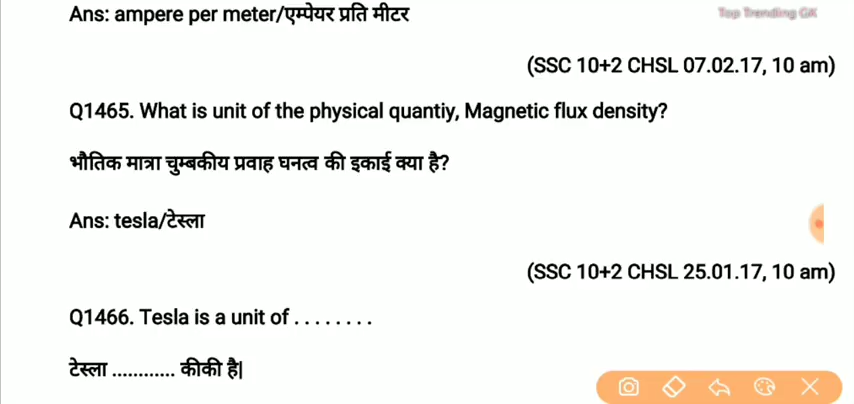 Ans: ampere per meter/एम्पेयर प्रति मीटर
Top Trending GK
(SSC 10+2 CHSL 07.02.17, 10 am)
Q1465. What is unit of the physical quantiy, Magnetic flux density?
भौतिक मात्रा चुम्बकीय प्रवाह घनत्व की इकाई क्या है?
Ans: tesla/टेस्ला
(SSC 10+2 CHSL 25.01.17, 10 am)
Q1466. Tesla is a unit of . . . . . . . .
टेस्ला ............ कीकी है|